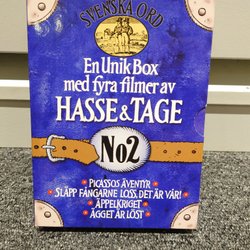 SVENSKA ORD
En Unik Box
med fyra filmer av
HASSE & TAGE
No2
PICASSOS ÄVENTYR
SLÄPP FÅNGARNE LOSS, DET ÄR VÅR!
ÄPPELKRIGET
ÄGGET ÄR LÖST